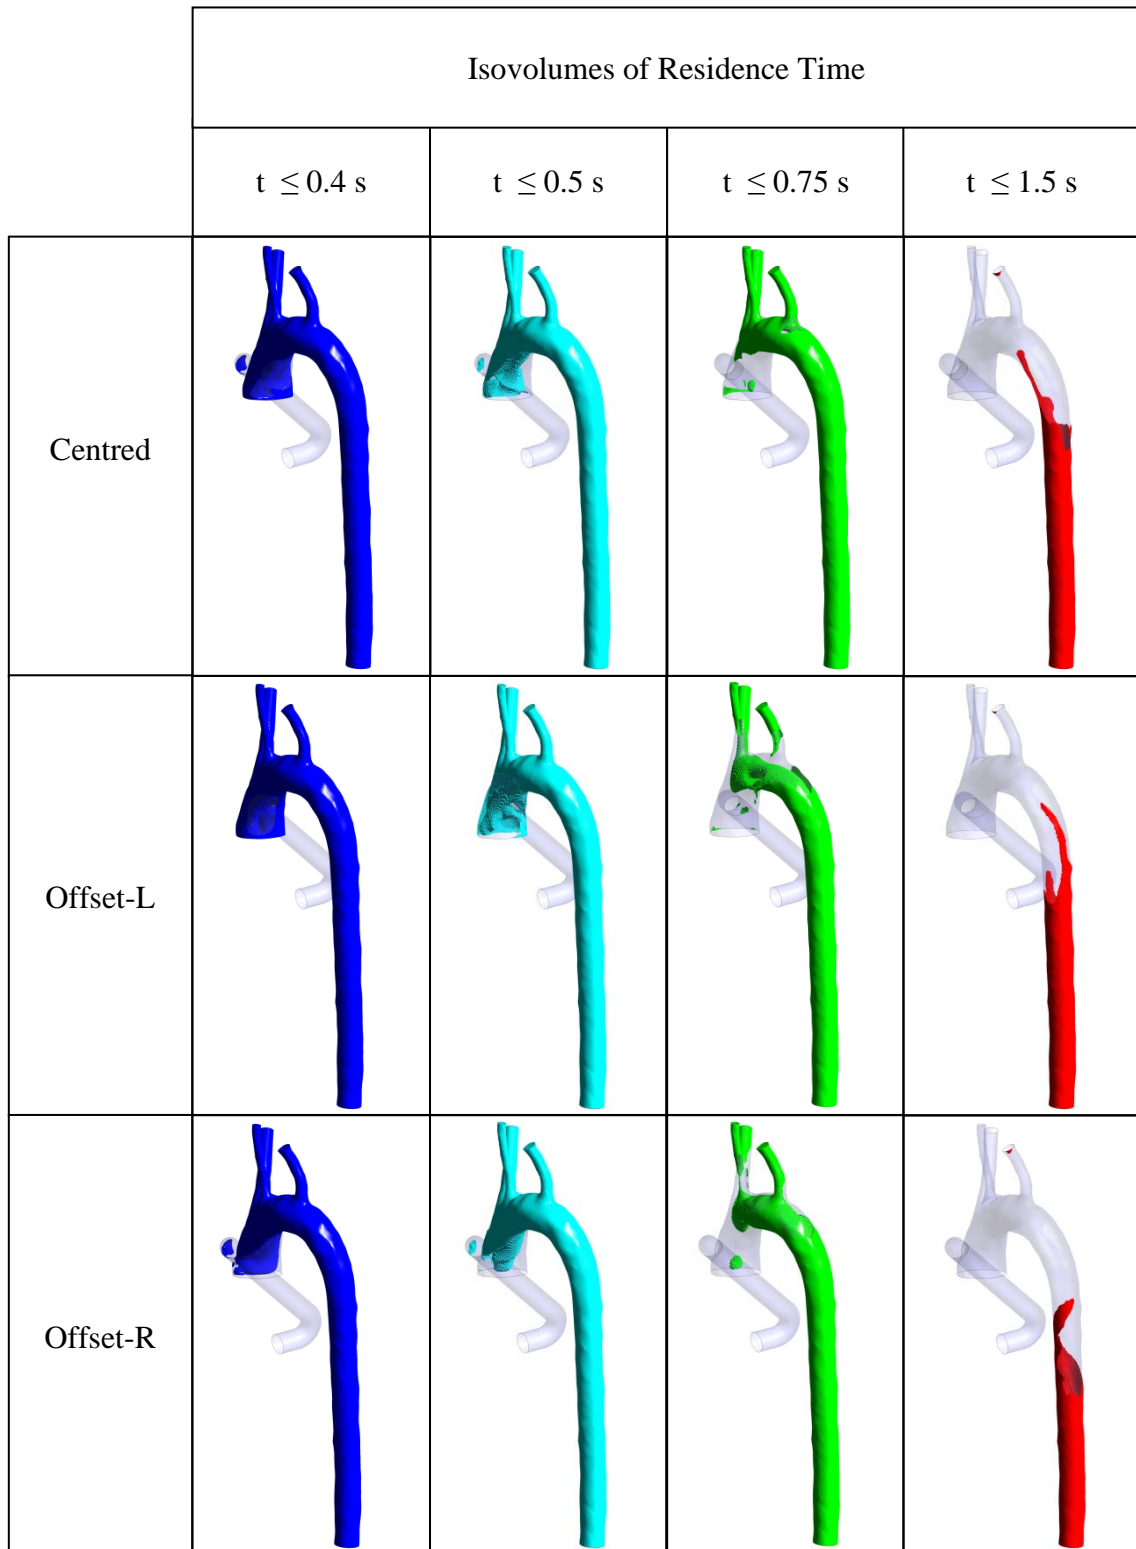 Isovolumes of Residence Time
t ≤ 0.4 s
t ≤ 0.5 s
t ≤ 0.75 s
t ≤ 1.5 s
Centred
Offset-L
Offset-R